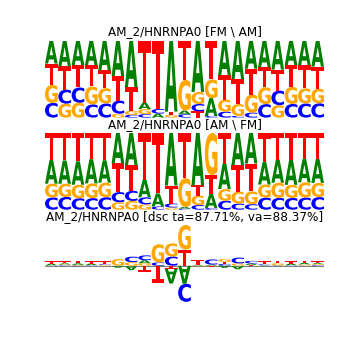 AM_2/HNRNPA0 [FM \ AM]
AM_2/HNRNPA0 [AM \ FM]
AM_2/HNRNPA0 [dsc ta=87.71%, va=88.37%]